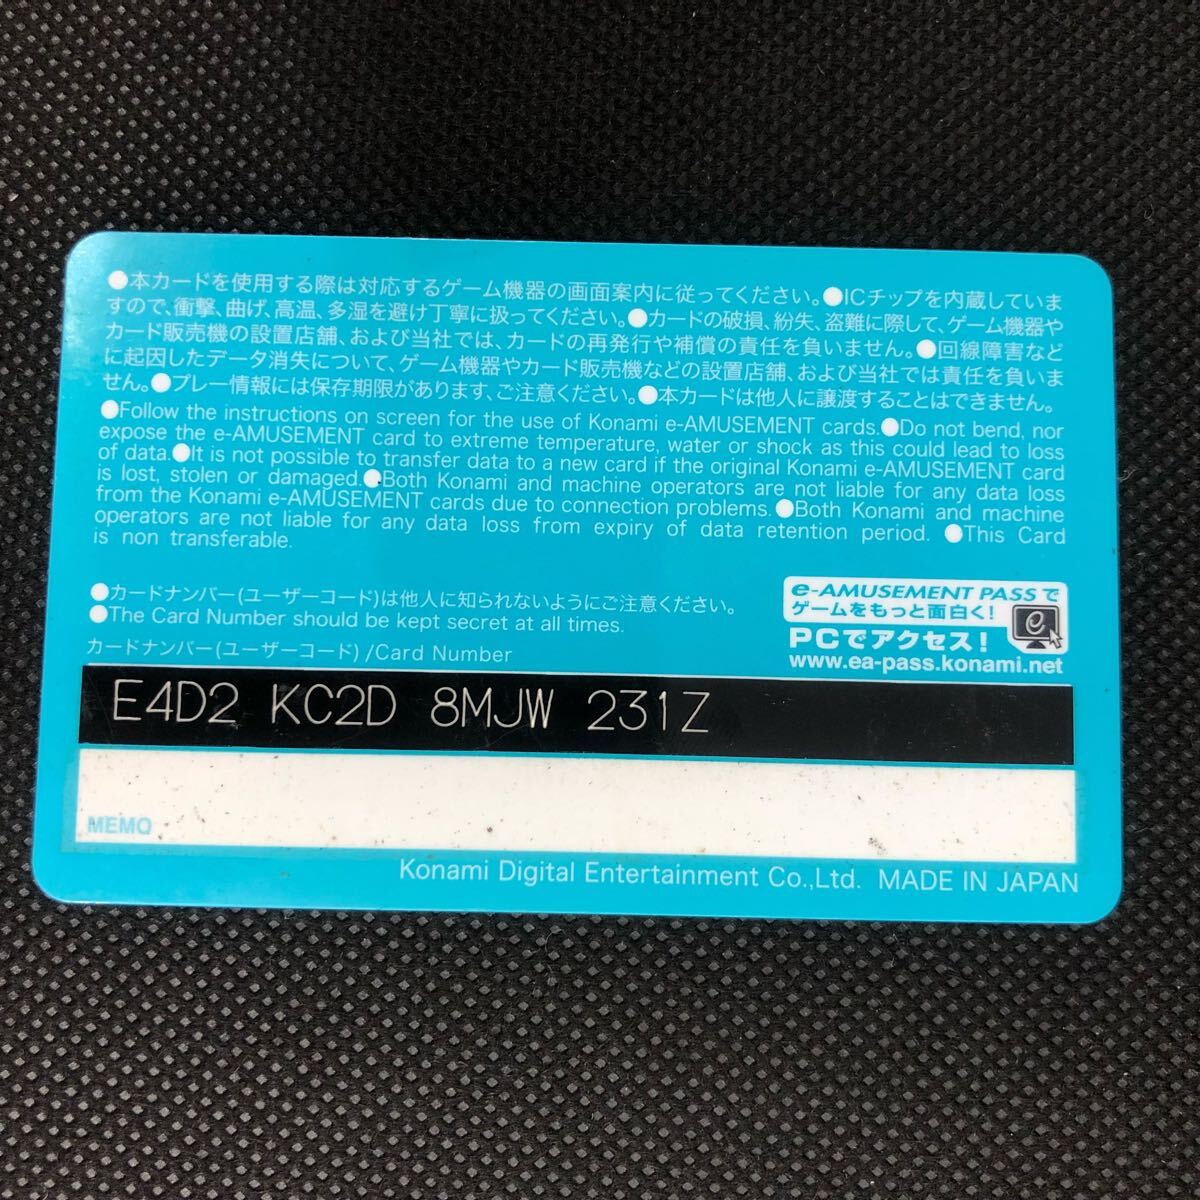 ●本カードを使用する際は対応するゲーム機器の画面案内に従ってください。●ICチップを内蔵していま
すので、衝撃、曲げ、高温、多湿を避け丁寧に扱ってください。●カードの破損、紛失、盗難に際して、ゲーム機器や
カード販売機の設置店舗、および当社では、カードの再発行や補償の責任を負いません。●回線障害など
に起因したデータ消失について、ゲーム機器やカード販売機などの設置店舗、および当社では責任を負いま
せん。●プレー情報には保存期限があります、ご注意ください。●本カードは他人に譲渡することはできません。
●Follow the instructions on screen for the use of Konami e-AMUSEMENT cards.●Do not bend, nor
expose the e-AMUSEMENT card to extreme temperature, water or shock as this could lead to loss
of data.●It is not possible to transfer data to a new card if the original Konami e-AMUSEMENT card
is lost, stolen or damaged.●Both Konami and machine operators are not liable for any data loss
from the Konami e-AMUSEMENT cards due to connection problems.●Both Konami and machine
operators are not liable for any data loss from expiry of data retention period. ●This Card
is non transferable.
●カードナンバー(ユーザーコード)は他人に知られないようにご注意ください。
●The Card Number should be kept secret at all times.
カードナンバー(ユーザーコード)/Card Number
e-AMUSEMENT PASSで
ゲームをもっと面白く!
e
PCでアクセス!
www.ea-pass.konami.net
E4D2 KC2D 8MJW 231Z
MEMO
Konami Digital Entertainment Co.,Ltd. MADE IN JAPAN